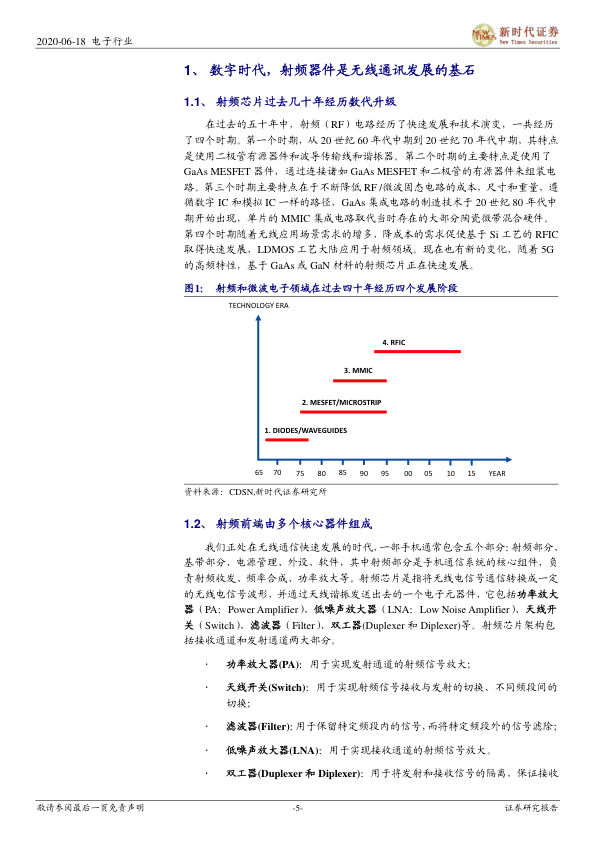 2020-06-18 电子行业
新时代证券
New Times Securities
NEW TIMES
1、 数字时代，射频器件是无线通讯发展的基石
1.1、 射频芯片过去几十年经历数代升级
在过去的五十年中，射频（RF）电路经历了快速发展和技术演变，一共经历
了四个时期。第一个时期，从 20 世纪 60 年代中期到 20 世纪 70 年代中期，其特点
是使用二极管有源器件和波导传输线和谐振器。第二个时期的主要特点是使用了
GaAs MESFET 器件，通过连接诸如 GaAs MESFET 和二极管的有源器件来组装电
路。第三个时期主要特点在于不断降低 RF /微波固态电路的成本，尺寸和重量，遵
循数字 IC 和模拟 IC 一样的路径，GaAs 集成电路的制造技术于 20 世纪 80 年代中
期开始出现，单片的 MMIC 集成电路取代当时存在的大部分陶瓷微带混合硬件。
第四个时期随着无线应用场景需求的增多，降成本的需求促使基于 Si 工艺的 RFIC
取得快速发展，LDMOS 工艺大陆应用于射频领域。现在也有新的变化，随着 5G
的高频特性，基于 GaAs 或 GaN 材料的射频芯片正在快速发展。
图1： 射频和微波电子领域在过去四十年经历四个发展阶段
TECHNOLOGY ERA
4. RFIC
3. MMIC
2. MESFET/MICROSTRIP
1. DIODES/WAVEGUIDES
65 70 75 80 85 90 95 00 05 10 15 YEAR
资料来源：CDSN,新时代证券研究所
1.2、 射频前端由多个核心器件组成
我们正处在无线通信快速发展的时代，一部手机通常包含五个部分：射频部分、
基带部分、电源管理、外设、软件，其中射频部分是手机通信系统的核心组件，负
责射频收发、频率合成、功率放大等。射频芯片是指将无线电信号通信转换成一定
的无线电信号波形，并通过天线谐振发送出去的一个电子元器件，它包括功率放大
器（PA：Power Amplifier）、低噪声放大器（LNA：Low Noise Amplifier）、天线开
关（Switch）、滤波器（Filter）、双工器(Duplexer 和 Diplexer)等。射频芯片架构包
括接收通道和发射通道两大部分。
· 功率放大器(PA)：用于实现发通道的射频信号放大；
· 天线开关(Switch)：用于实现射频信号接收与发射的切换、不同频段间的
切换；
· 滤波器(Filter)：用于保留特定频段内的信号，而将特定频段外的信号滤除；
· 低噪声放大器(LNA)：用于实现接收通道的射频信号放大。
· 双工器(Duplexer 和 Diplexer)：用于将发射和接收信号的隔离，保证接收
敬请参阅最后一页免责声明 -5- 证券研究报告